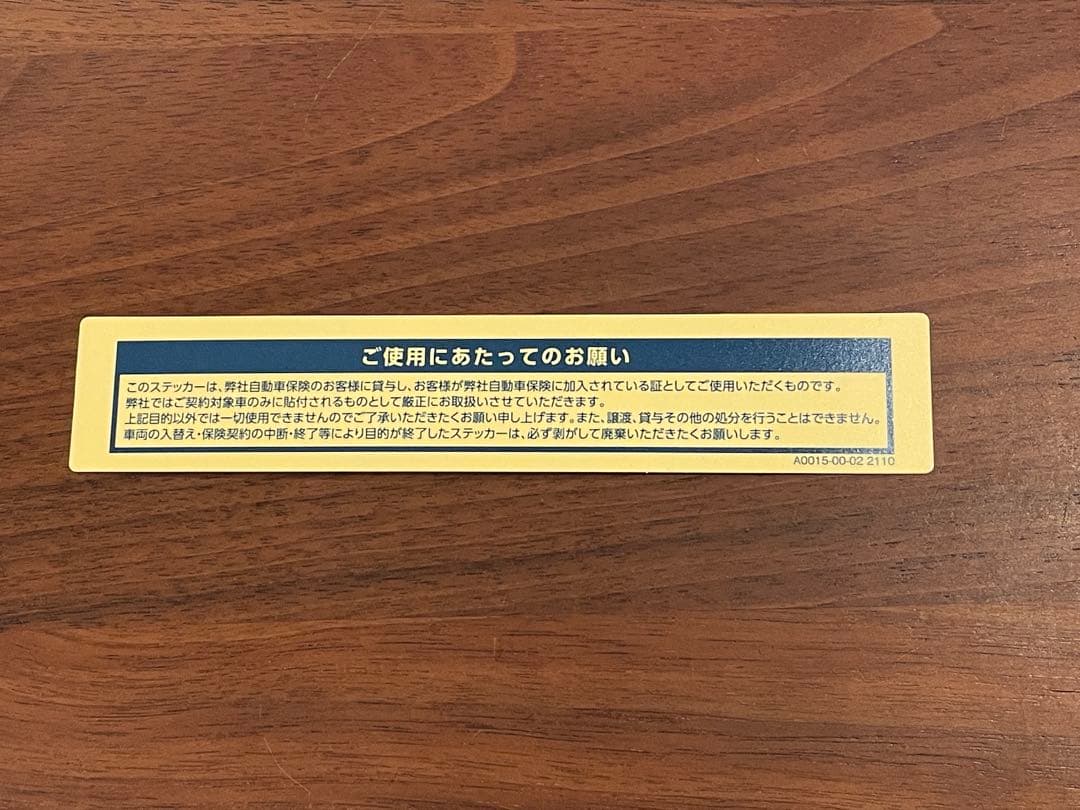 ご使用にあたってのお願い
このステッカーは、弊社自動車保険のお客様に貸与し、お客様が弊社自動車保険に加入されている証としてご使用いただくものです。
弊社ではご契約対象車のみに貼付されるものとして厳正にお取扱いさせていただきます。
上記目的以外では一切使用できませんのでご了承いただきたくお願い申し上げます。また、譲渡、貸与その他の処分を行うことはできません。
車両の入替え・保険契約の中断・終了等により目的が終了したステッカーは、必ず剥がして廃棄いただきたくお願いします。
A0015-00-02 2110